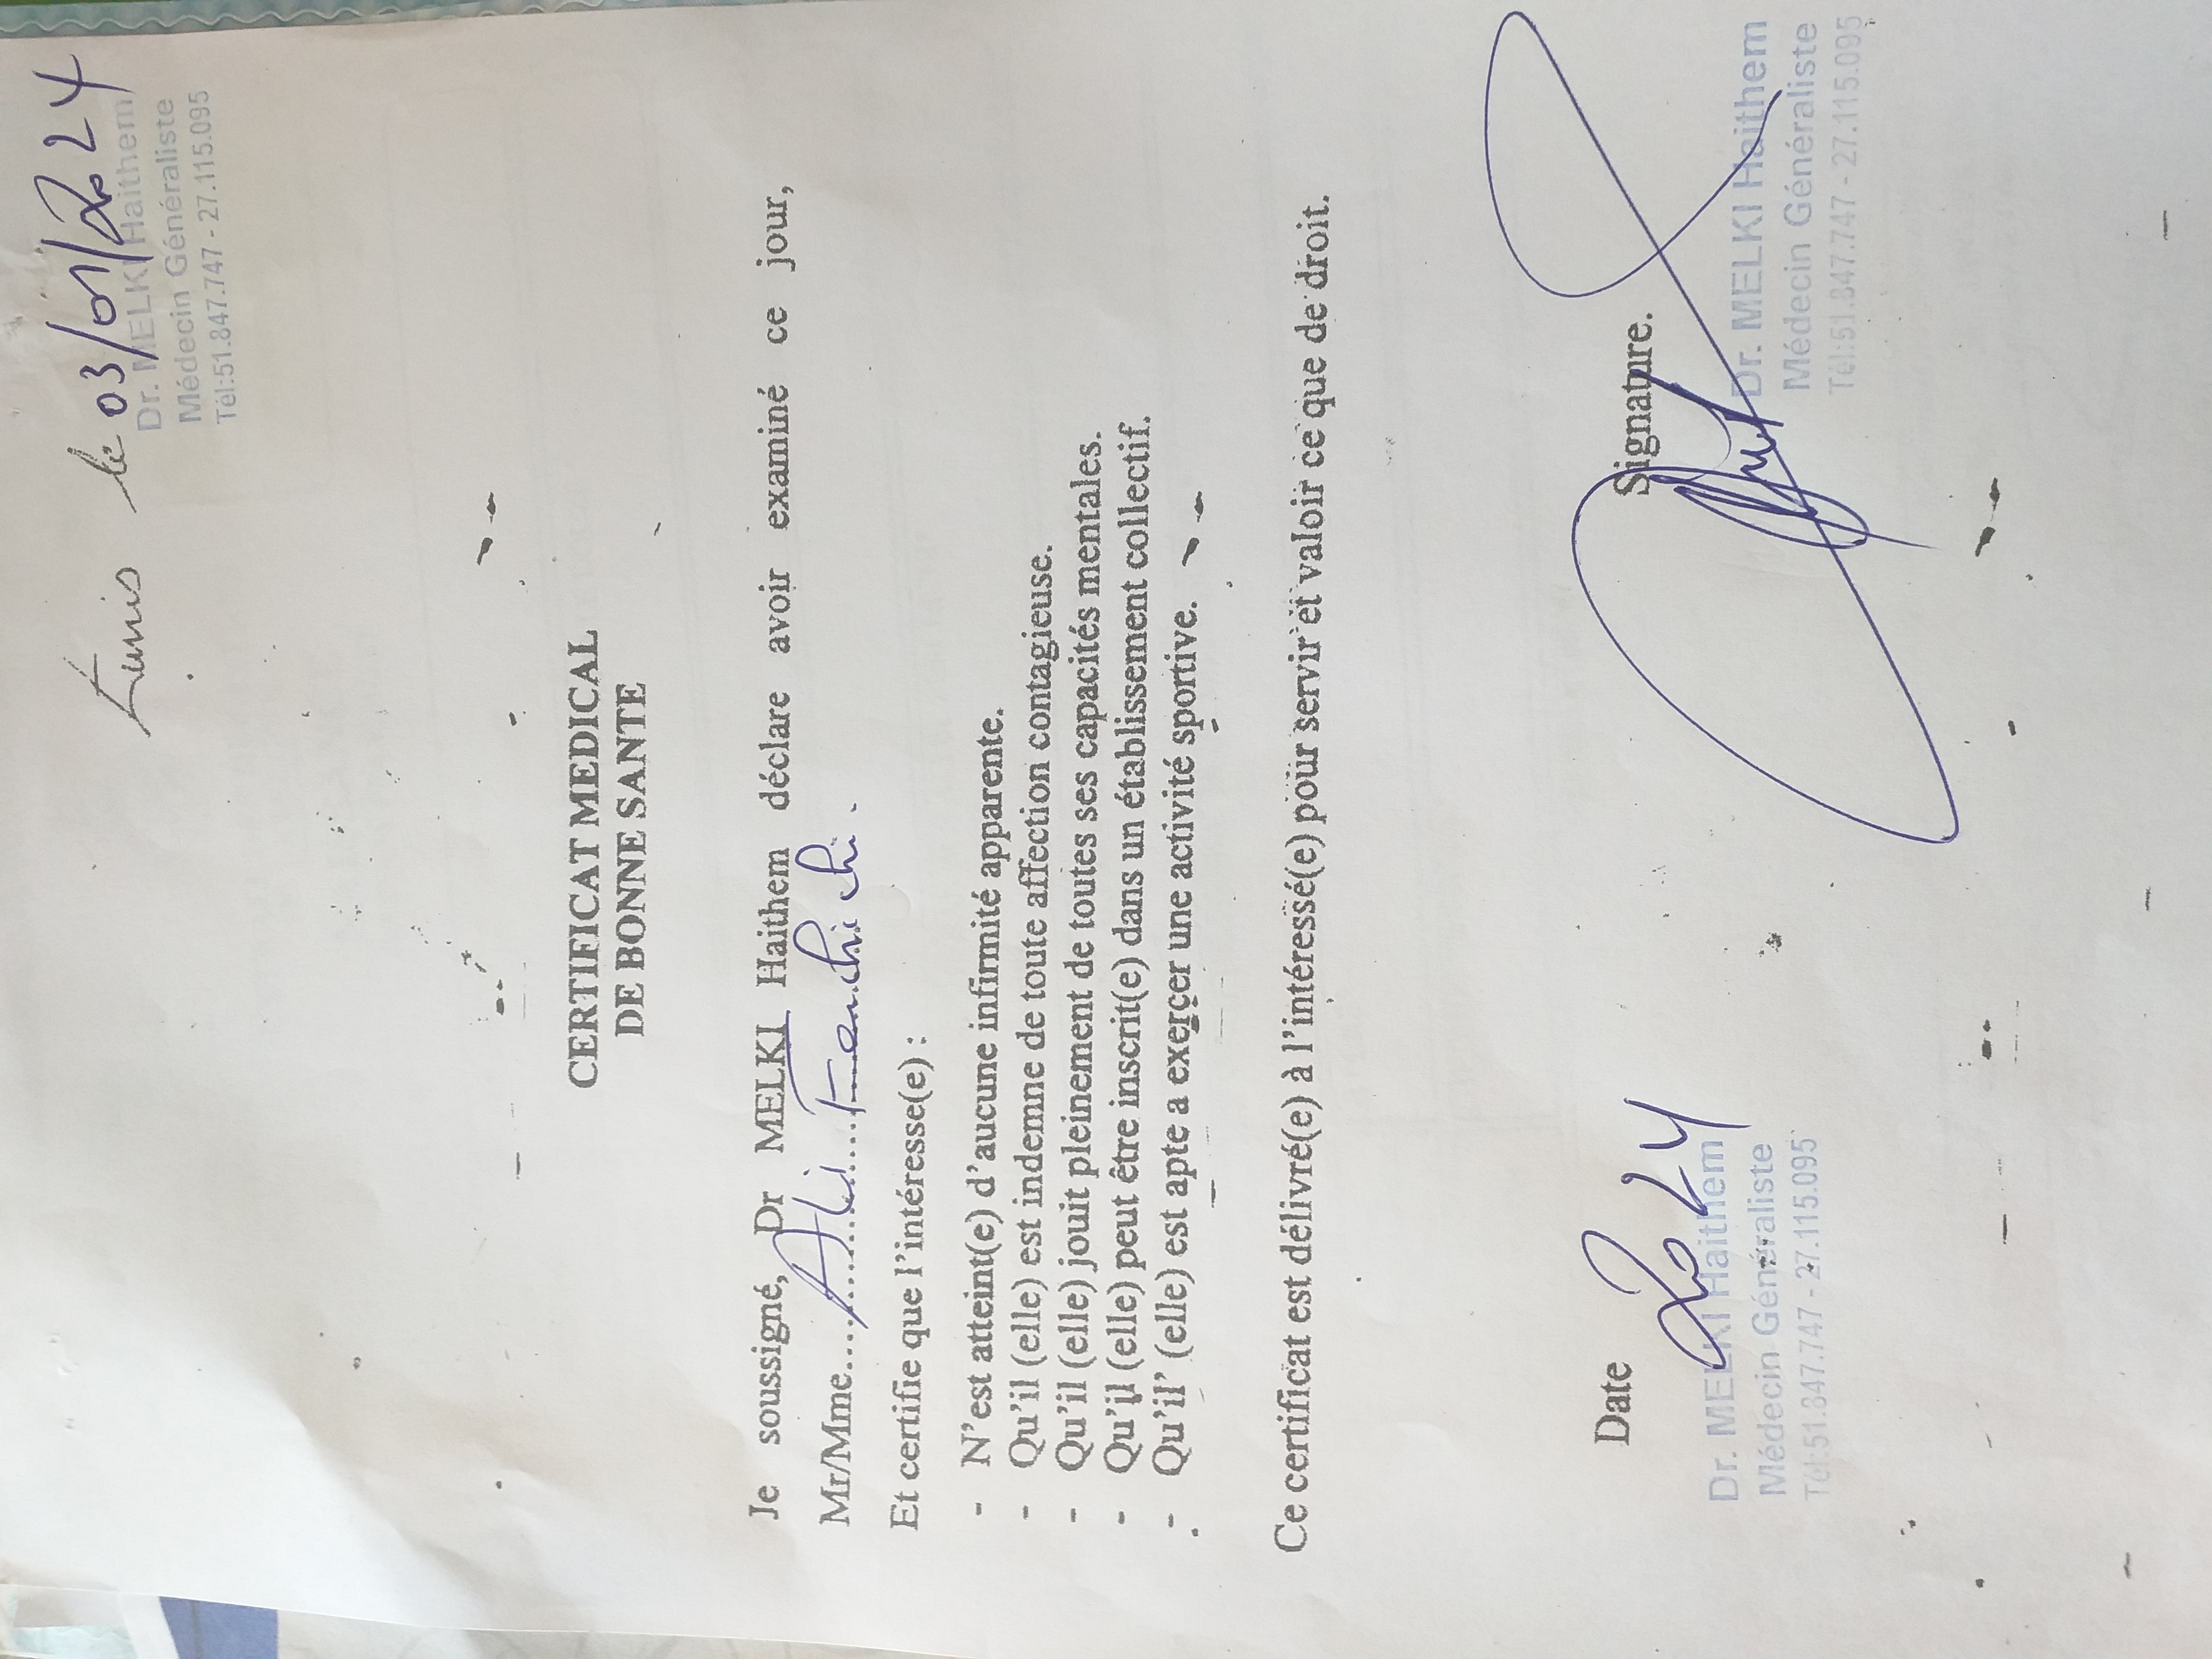 Tunis le 03/01/2024
Dr. MELKI Haithem
Médecin Généraliste
Tél:51.847.747 - 27.115.095
CERTIFICAT MEDICAL
DE BONNE SANTE
Je soussigné, Dr MELKI Haithem déclare avoir examiné ce jour,
Mr/Mme....
Et certifie que l'intéresse(e) :
- N'est atteint(e) d'aucune infirmité apparente.
- Qu'il (elle) est indemne de toute affection contagieuse.
- Qu'il (elle) jouit pleinement de toutes ses capacités mentales.
- Qu'il (elle) peut être inscrit(e) dans un établissement collectif.
- Qu'il' (elle) est apte a exerçer une activité sportive.
Ce certificat est délivré(e) à l'intéressé(e) pour servir et valoir ce que de droit.
Date Signature.
2024
Dr. MELKI Haithem
Médecin Généraliste
Tél:51.847.747 - 27.115.095
Dr. MELKI Haithem
Médecin Généraliste
Tél:51.847.747 - 27.115.095